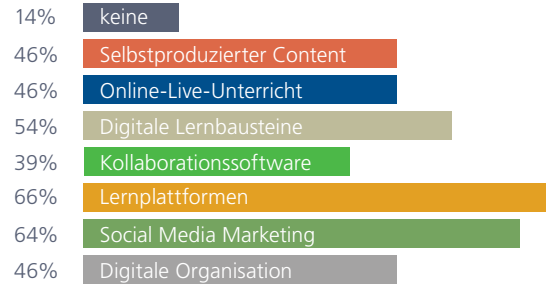 14% keine
46% Selbstproduzierter Content
46% Online-Live-Unterricht
54% Digitale Lernbausteine
39% Kollaborationssoftware
66% Lernplattformen
64% Social Media Marketing
46% Digitale Organisation